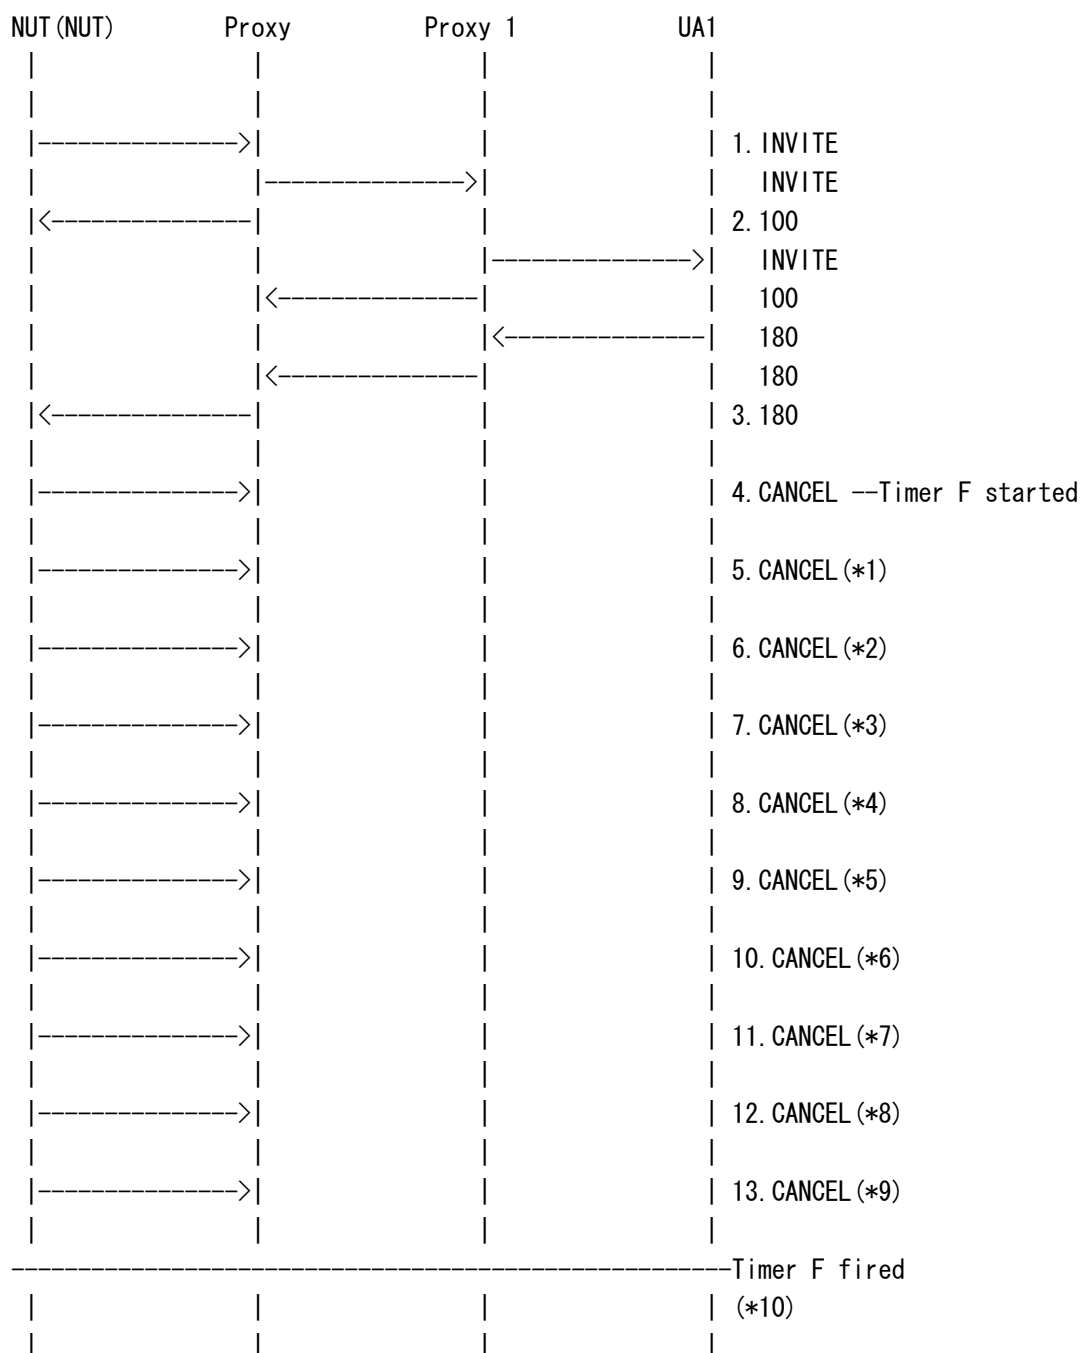 NUT(NUT) Proxy Proxy 1 UA1
1.INVITE
INVITE
2.100
INVITE
100
180
180
3.180
4.CANCEL --Timer F started
5.CANCEL(*1)
6.CANCEL(*2)
7.CANCEL(*3)
8.CANCEL(*4)
9.CANCEL(*5)
10.CANCEL(*6)
11.CANCEL(*7)
12.CANCEL(*8)
13.CANCEL(*9)
Timer F fired
(*10)